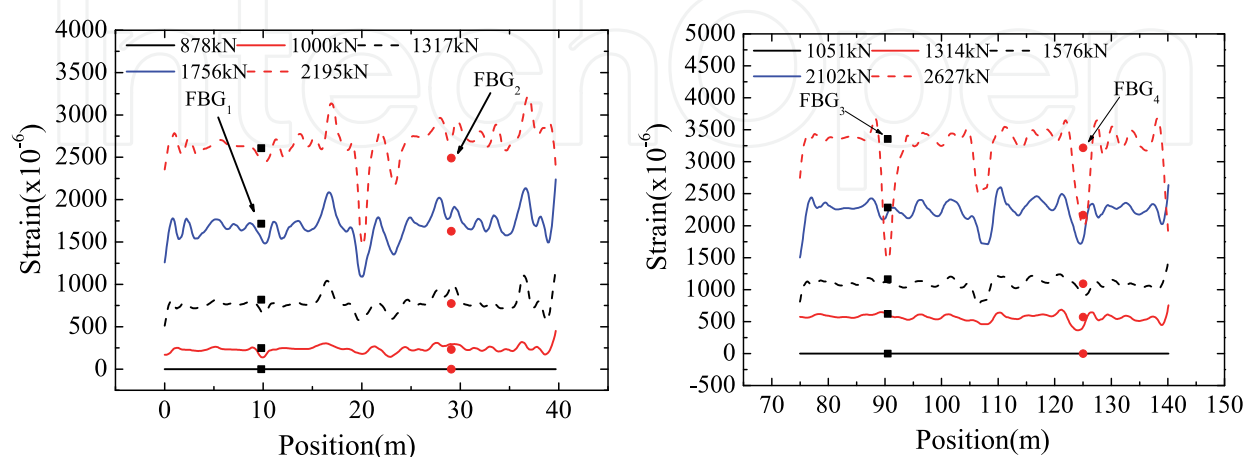 IntechOpen
4000
3500
3000
2500
2000
1500
1000
500
0
Strain(x10⁻⁶)
878kN 1000kN 1317kN
1756kN 2195kN
FBG₁
FBG₂
0 10 20 30 40
Position(m)
5000
4500
4000
3500
3000
2500
2000
1500
1000
500
0
-500
Strain(x10⁻⁶)
1051kN 1314kN 1576kN
2102kN 2627kN
FBG₃
FBG₄
70 80 90 100 110 120 130 140 150
Position(m)